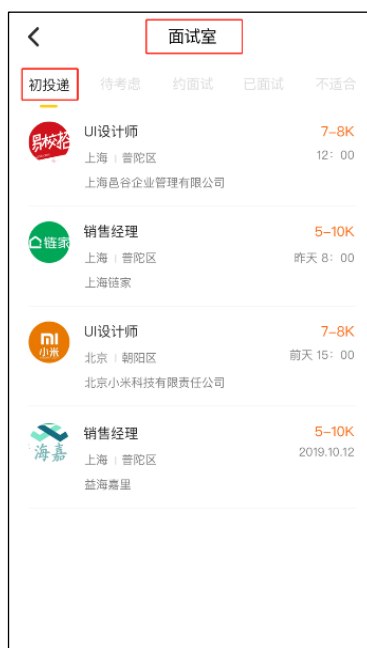 面试室
初投递 待考虑 约面试 已面试 不适合
易校招
UI设计师 7-8K
上海 | 普陀区 12：00
上海邑谷企业管理有限公司
链家
销售经理 5-10K
上海 | 普陀区 昨天 8：00
上海链家
mi
小米
UI设计师 7-8K
北京 | 朝阳区 前天 15：00
北京小米科技有限责任公司
海嘉
销售经理 5-10K
上海 | 普陀区 2019.10.12
益海嘉里